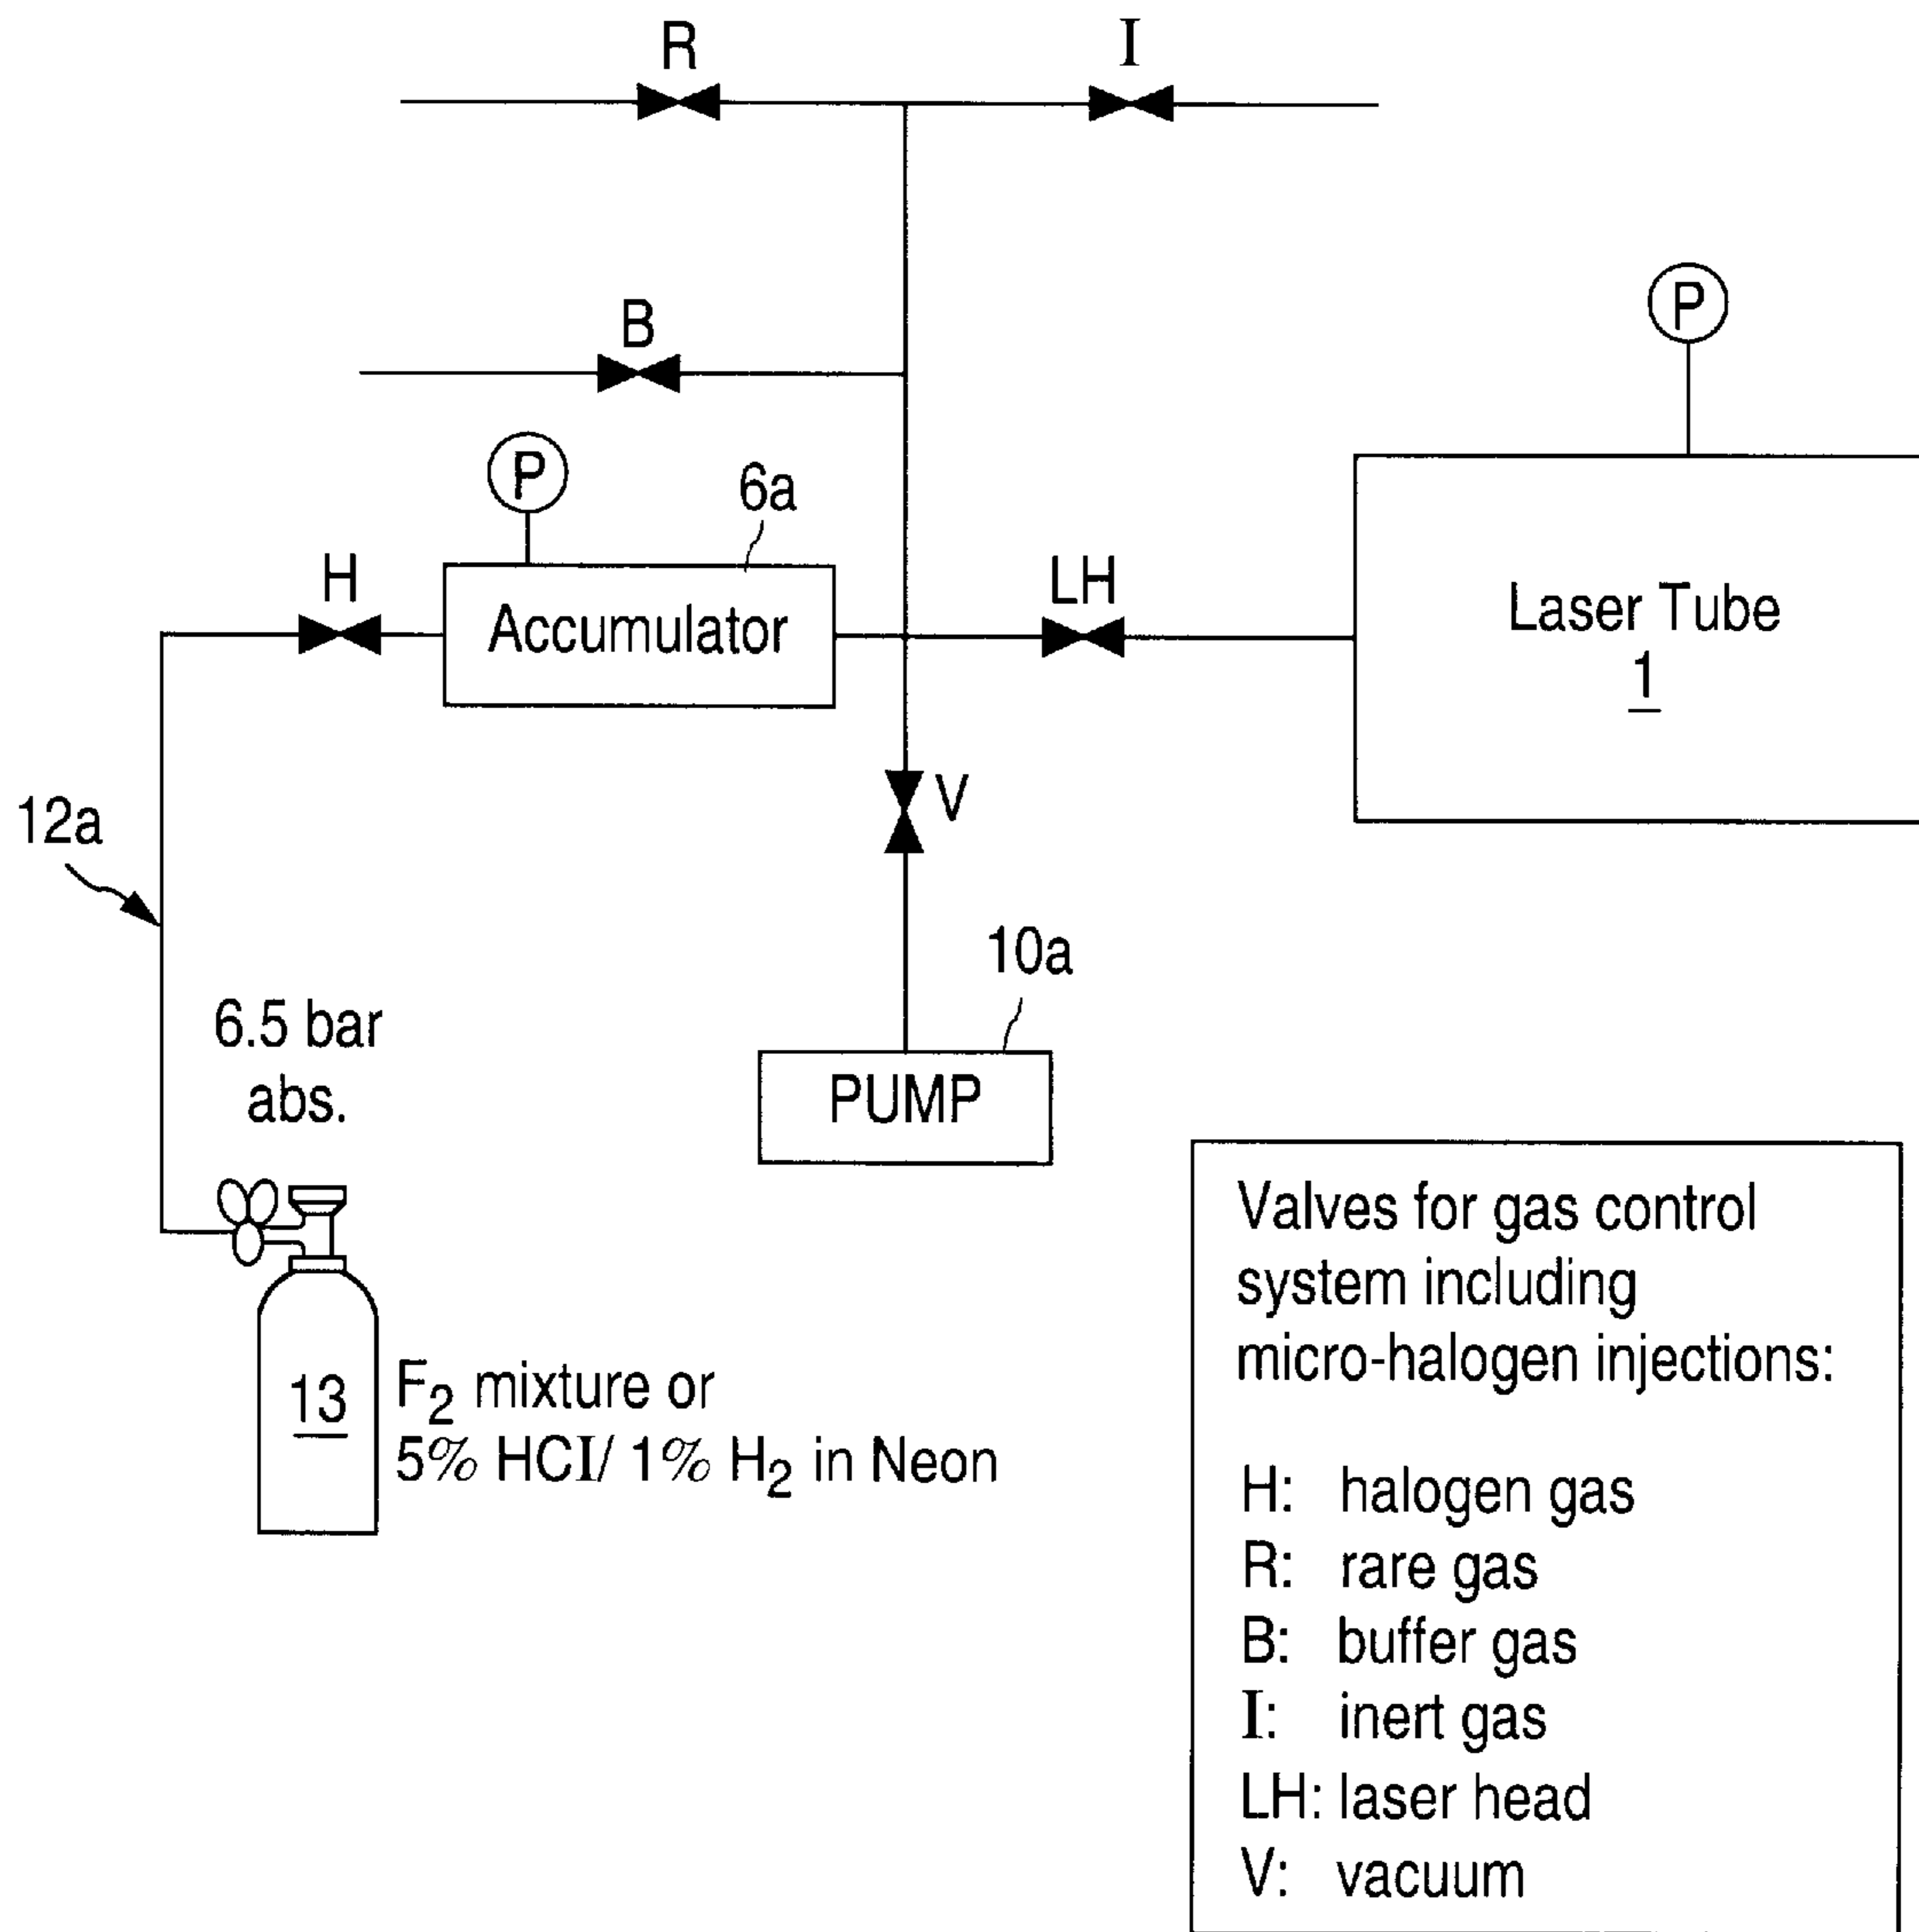 R
I
B
P
P
6a
H
LH
Accumulator
Laser Tube
1
V
12a
10a
6.5 bar
abs.
PUMP
13
F₂ mixture or
5% HCI/ 1% H₂ in Neon
Valves for gas control
system including
micro-halogen injections:
H: halogen gas
R: rare gas
B: buffer gas
I: inert gas
LH: laser head
V: vacuum